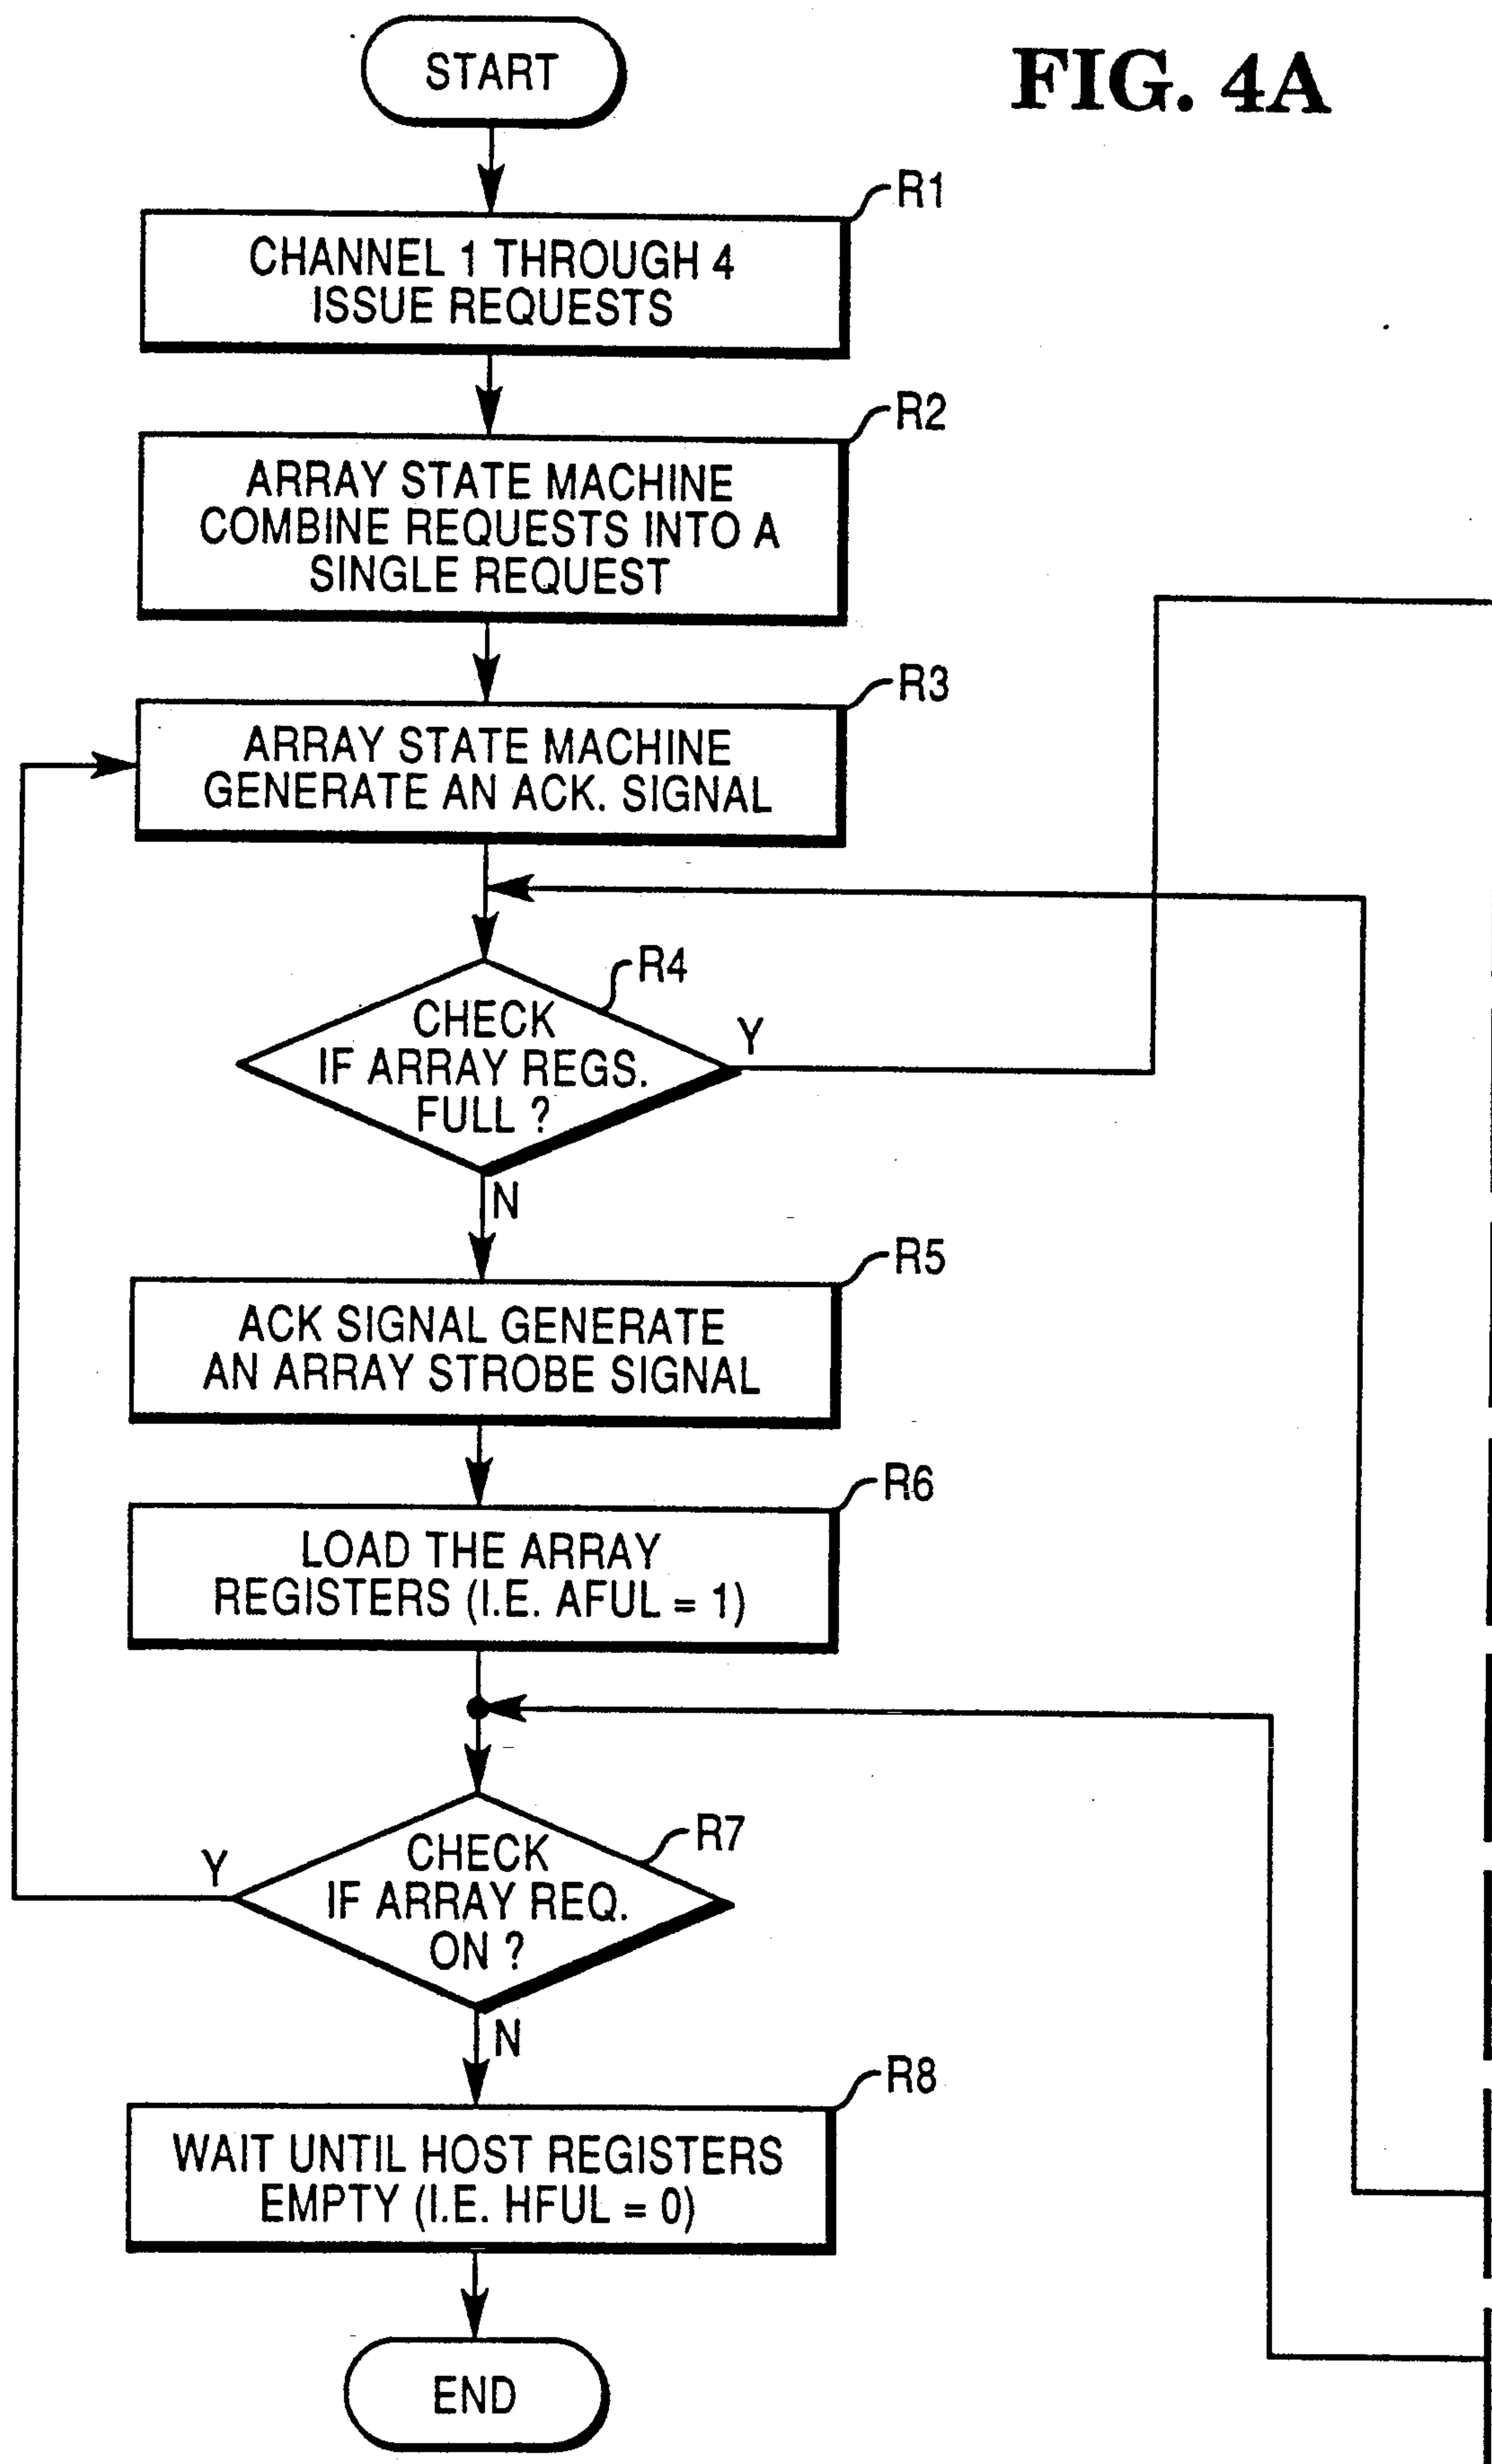 START
FIG. 4A
R1
CHANNEL 1 THROUGH 4
ISSUE REQUESTS
R2
ARRAY STATE MACHINE
COMBINE REQUESTS INTO A
SINGLE REQUEST
R3
ARRAY STATE MACHINE
GENERATE AN ACK. SIGNAL
R4
CHECK
IF ARRAY REGS.
FULL ?
Y
N
R5
ACK SIGNAL GENERATE
AN ARRAY STROBE SIGNAL
R6
LOAD THE ARRAY
REGISTERS (I.E. AFUL = 1)
R7
CHECK
IF ARRAY REQ.
ON ?
Y
N
R8
WAIT UNTIL HOST REGISTERS
EMPTY (I.E. HFUL = 0)
END